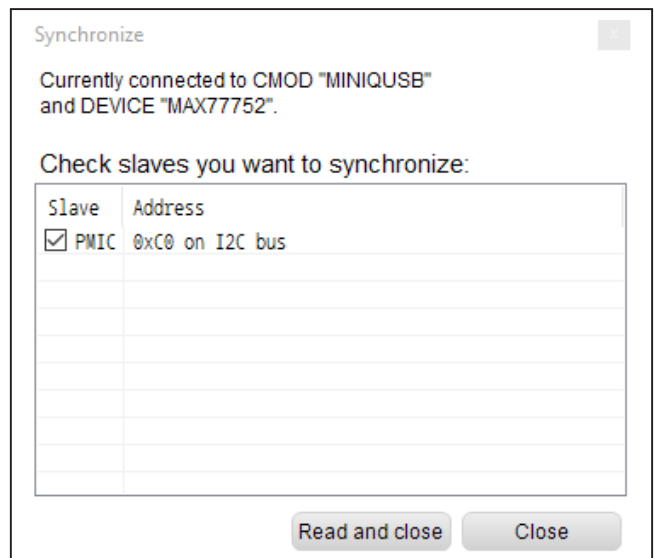 Synchronize
x
Currently connected to CMOD "MINIQUSB"
and DEVICE "MAX77752".
Check slaves you want to synchronize:
Slave Address
PMIC 0xC0 on I2C bus
Read and close Close